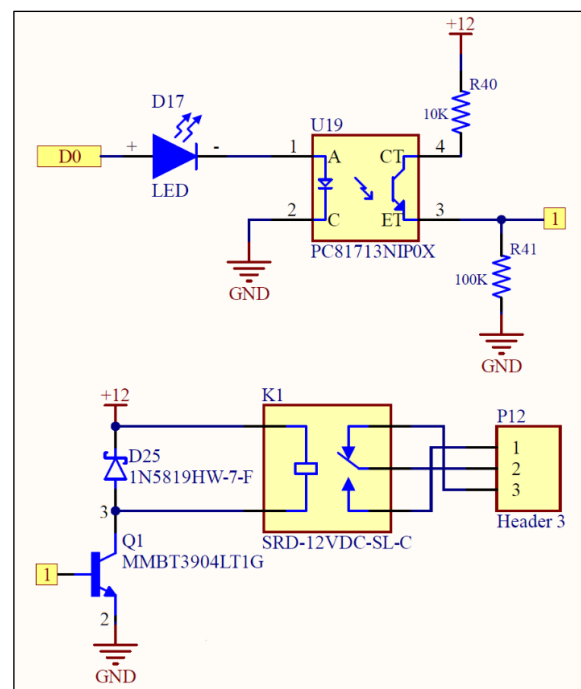 +12
R40
10K
D17
U19
D0
+
-
LED
1
A
CT
4
2
C
ET
3
1
PC81713NIP0X
GND
R41
100K
GND
+12
K1
P12
D25
1N5819HW-7-F
1
2
3
3
Q1
MMBT3904LT1G
SRD-12VDC-SL-C
Header 3
1
2
GND